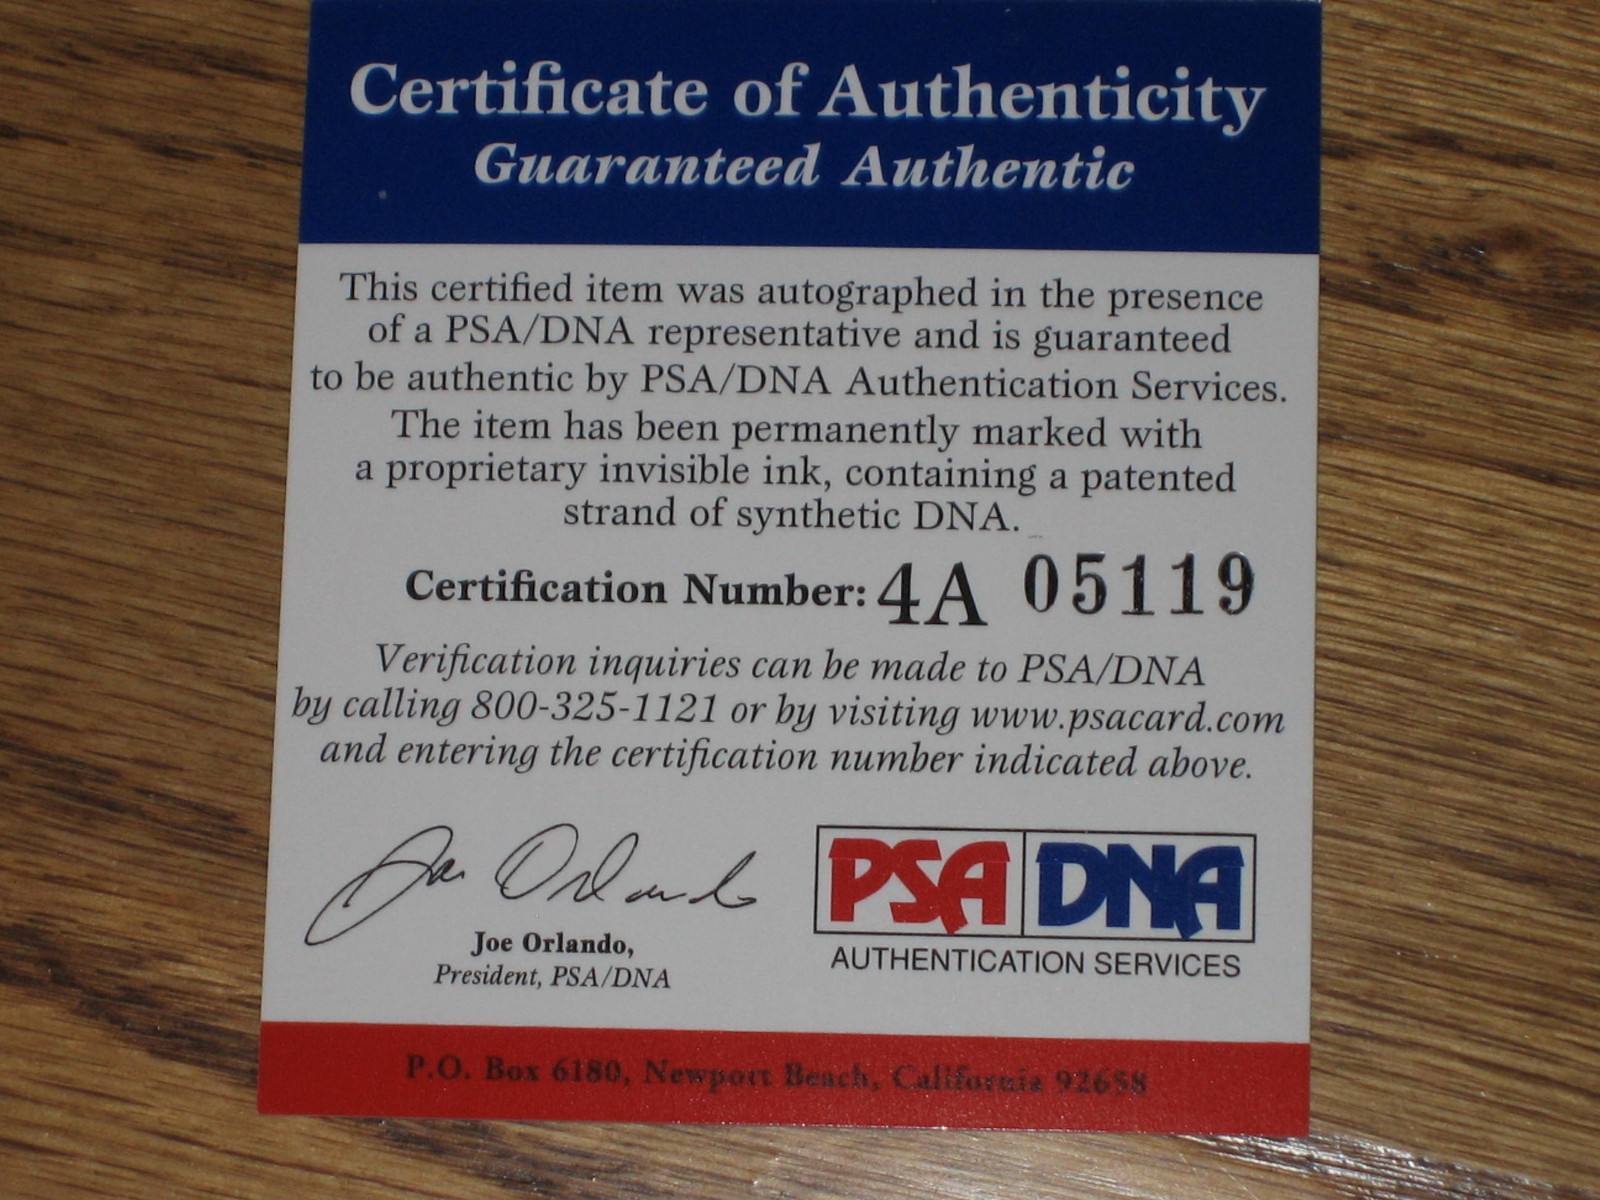 Certificate of Authenticity
Guaranteed Authentic
This certified item was autographed in the presence
of a PSA/DNA representative and is guaranteed
to be authentic by PSA/DNA Authentication Services.
The item has been permanently marked with
a proprietary invisible ink, containing a patented
strand of synthetic DNA.
Certification Number: 4A 05119
Verification inquiries can be made to PSA/DNA
by calling 800-325-1121 or by visiting www.psacard.com
and entering the certification number indicated above.
Joe Orlando
Joe Orlando,
President, PSA/DNA
PSA DNA
AUTHENTICATION SERVICES
P.O. Box 6180, Newport Beach, California 92658